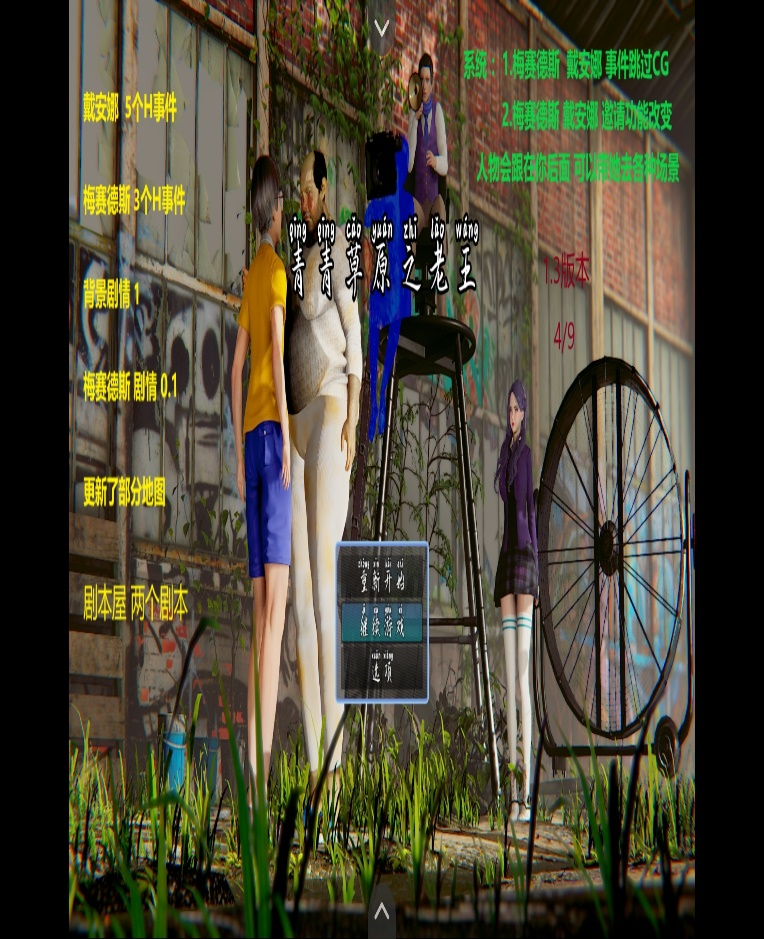 戴安娜 5个H事件
梅赛德斯 3个H事件
背景剧情 1
梅赛德斯 剧情 0.1
更新了部分地图
剧本屋 两个剧本
系统：1.梅赛德斯 戴安娜 事件跳过CG
2.梅赛德斯 戴安娜 邀请功能改变
人物会跟在你后面 可以带她去各种场景
1.3版本
4/9
qīng qīng cǎo yuán zhī lǎo wáng
青青草原之老王
chóng xīn kāi shǐ
重新开始
继续游戏
xuǎn xiàng
选项